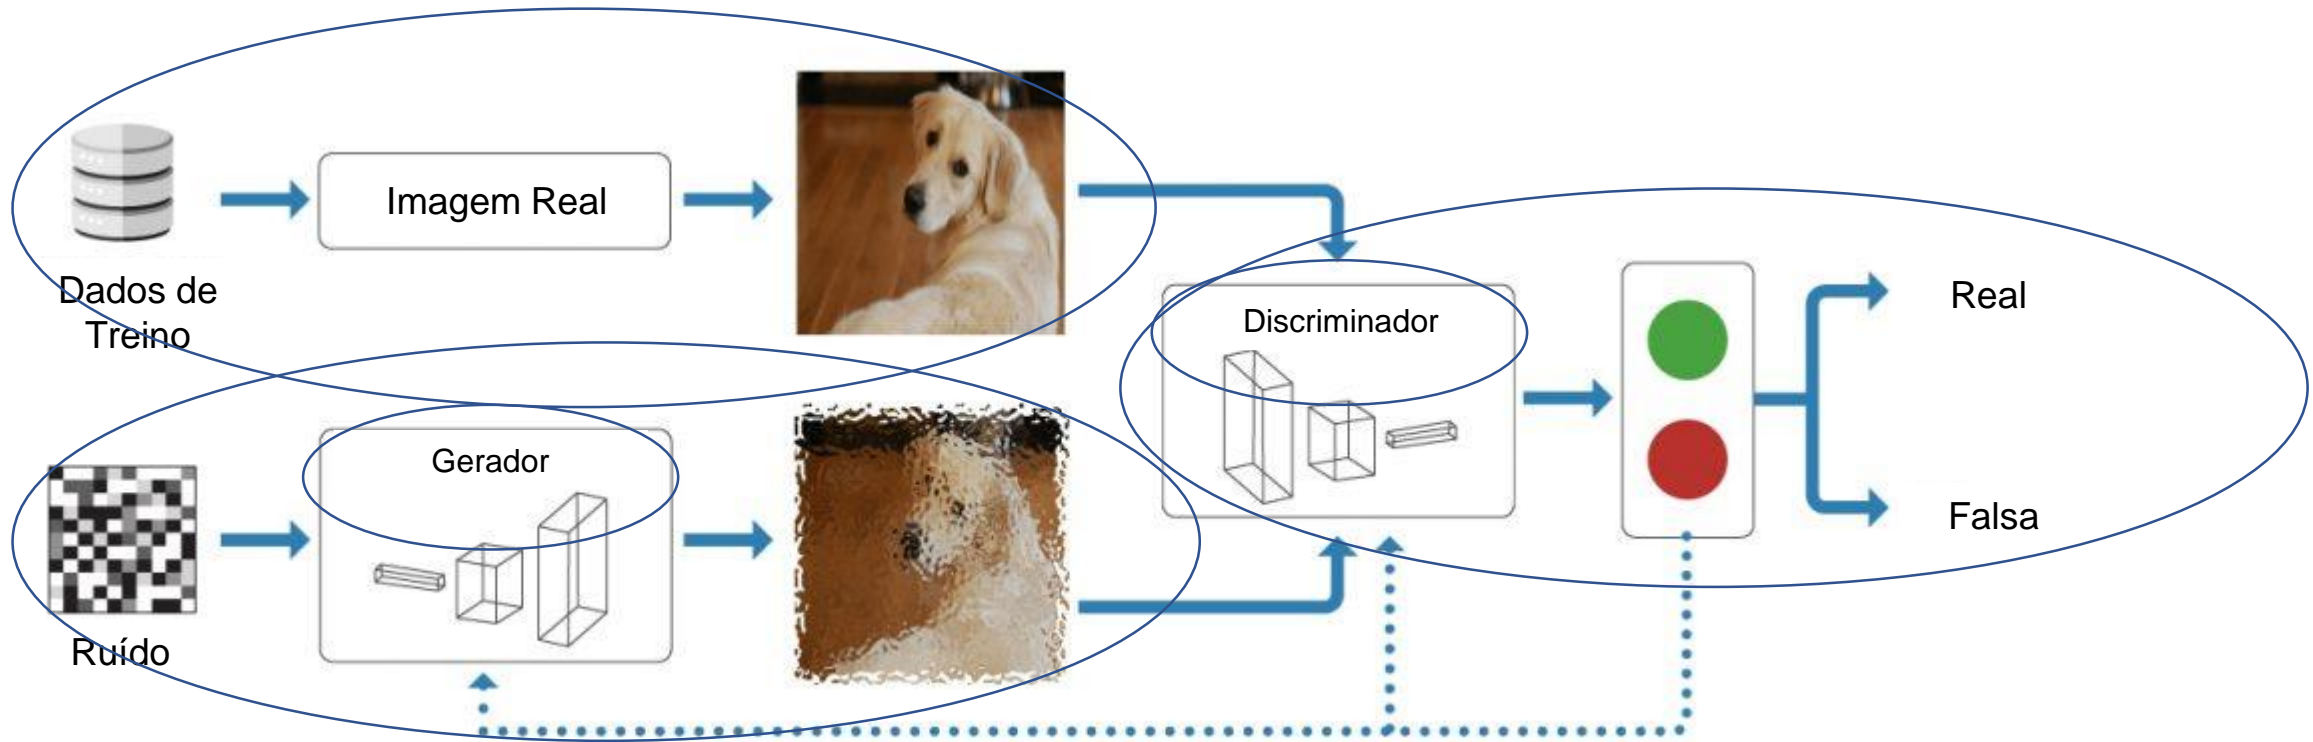 Imagem Real
Dados de
Treino
Discriminador
Real
Falsa
Gerador
Ruído